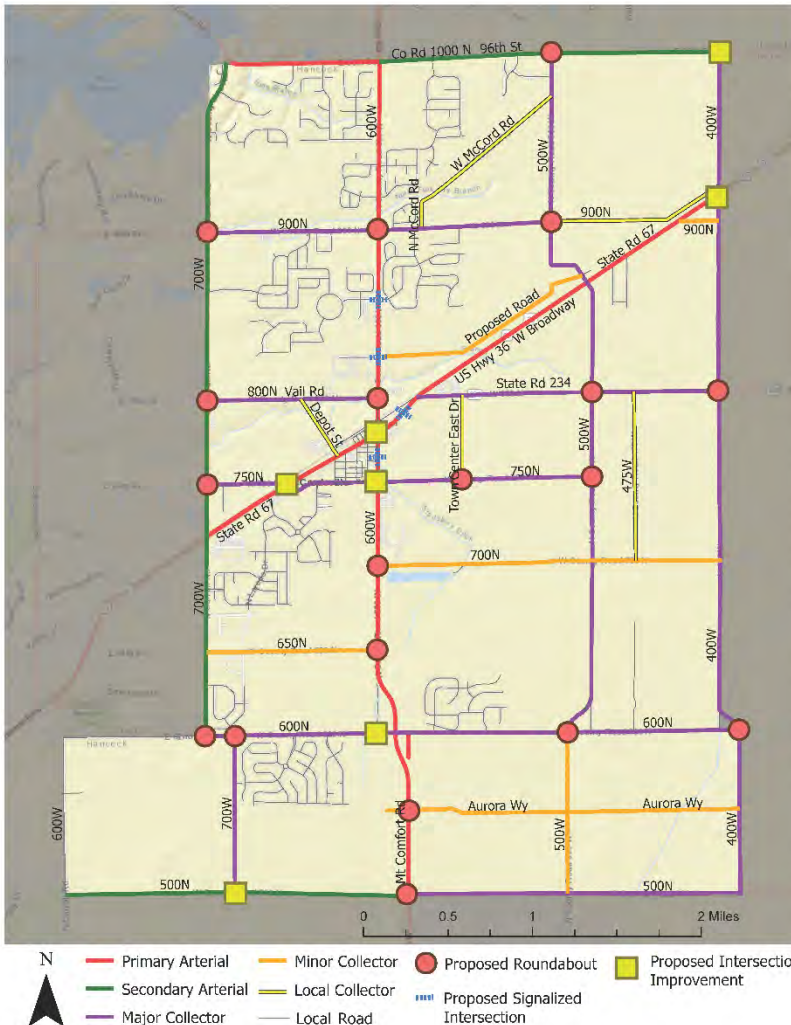 Co Rd 1000 N 96th St
Hancock
600W
400W
W McCord Rd
500W
N McCord Rd
900N
900N
State Rd 67
900N
700W
Proposed Road
US Hwy 36 W Broadway
800N Vail Rd
State Rd 234
Depot St
Town Center East Dr
500W
750N
750N
475W
State Rd 67
600W
700N
700W
650N
400W
600N
600N
Hancock
600W
700W
Mt Comfort Rd
Aurora Wy
Aurora Wy
500W
400W
500N
500N
0 0.5 1 2 Miles
N
Primary Arterial
Secondary Arterial
Major Collector
Minor Collector
Local Collector
Local Road
Proposed Roundabout
Proposed Signalized
Intersection
Proposed Intersectio
Improvement